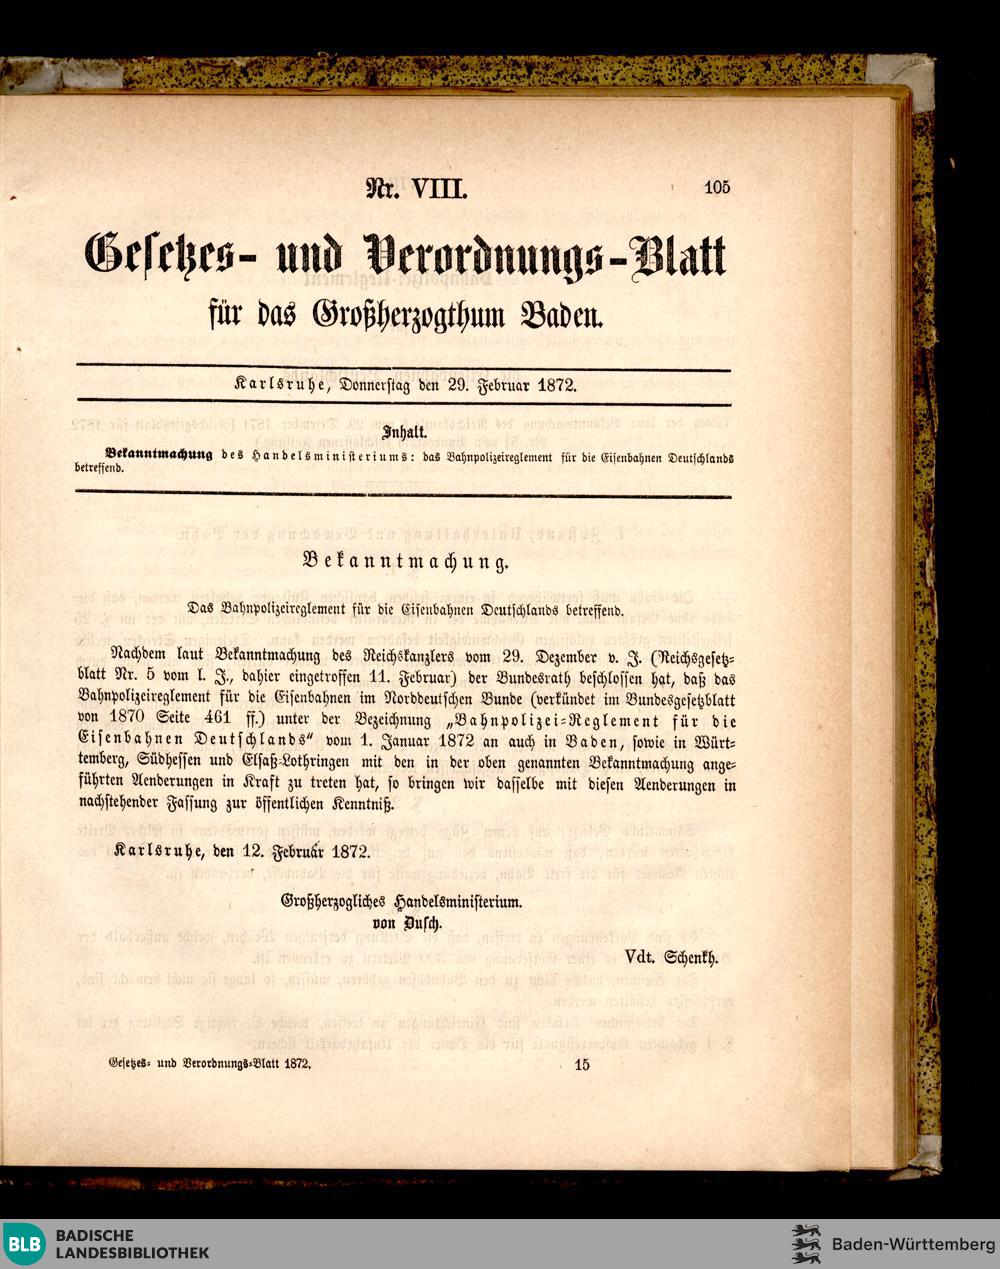 Nr. VIII.
105
Gesetzes- und Verordnungs-Blatt
für das Großherzogthum Baden.
Karlsruhe, Donnerstag den 29. Februar 1872.
Inhalt.
Bekanntmachung des Handelsministeriums: das Bahnpolizeireglement für die Eisenbahnen Deutschlands
betreffend.
Bekanntmachung.
Das Bahnpolizeireglement für die Eisenbahnen Deutschlands betreffend.
Nachdem laut Bekanntmachung des Reichskanzlers vom 29. Dezember v. J. (Reichsgesetz-
blatt Nr. 5 vom l. J., dahier eingetroffen 11. Februar) der Bundesrath beschlossen hat, daß das
Bahnpolizeireglement für die Eisenbahnen im Norddeutschen Bunde (verkündet im Bundesgesetzblatt
von 1870 Seite 461 ff.) unter der Bezeichnung „Bahnpolizei-Reglement für die
Eisenbahnen Deutschlands“ vom 1. Januar 1872 an auch in Baden, sowie in Würt-
temberg, Südhessen und Elsaß-Lothringen mit den in der oben genannten Bekanntmachung ange-
führten Aenderungen in Kraft zu treten hat, so bringen wir dasselbe mit diesen Aenderungen in
nachstehender Fassung zur öffentlichen Kenntniß.
Karlsruhe, den 12. Februar 1872.
Großherzogliches Handelsministerium.
von Dusch.
Vdt. Schenkh.
Gesetzes- und Verordnungs-Blatt 1872.
15
BLB
BADISCHE
LANDESBIBLIOTHEK
Baden-Württemberg